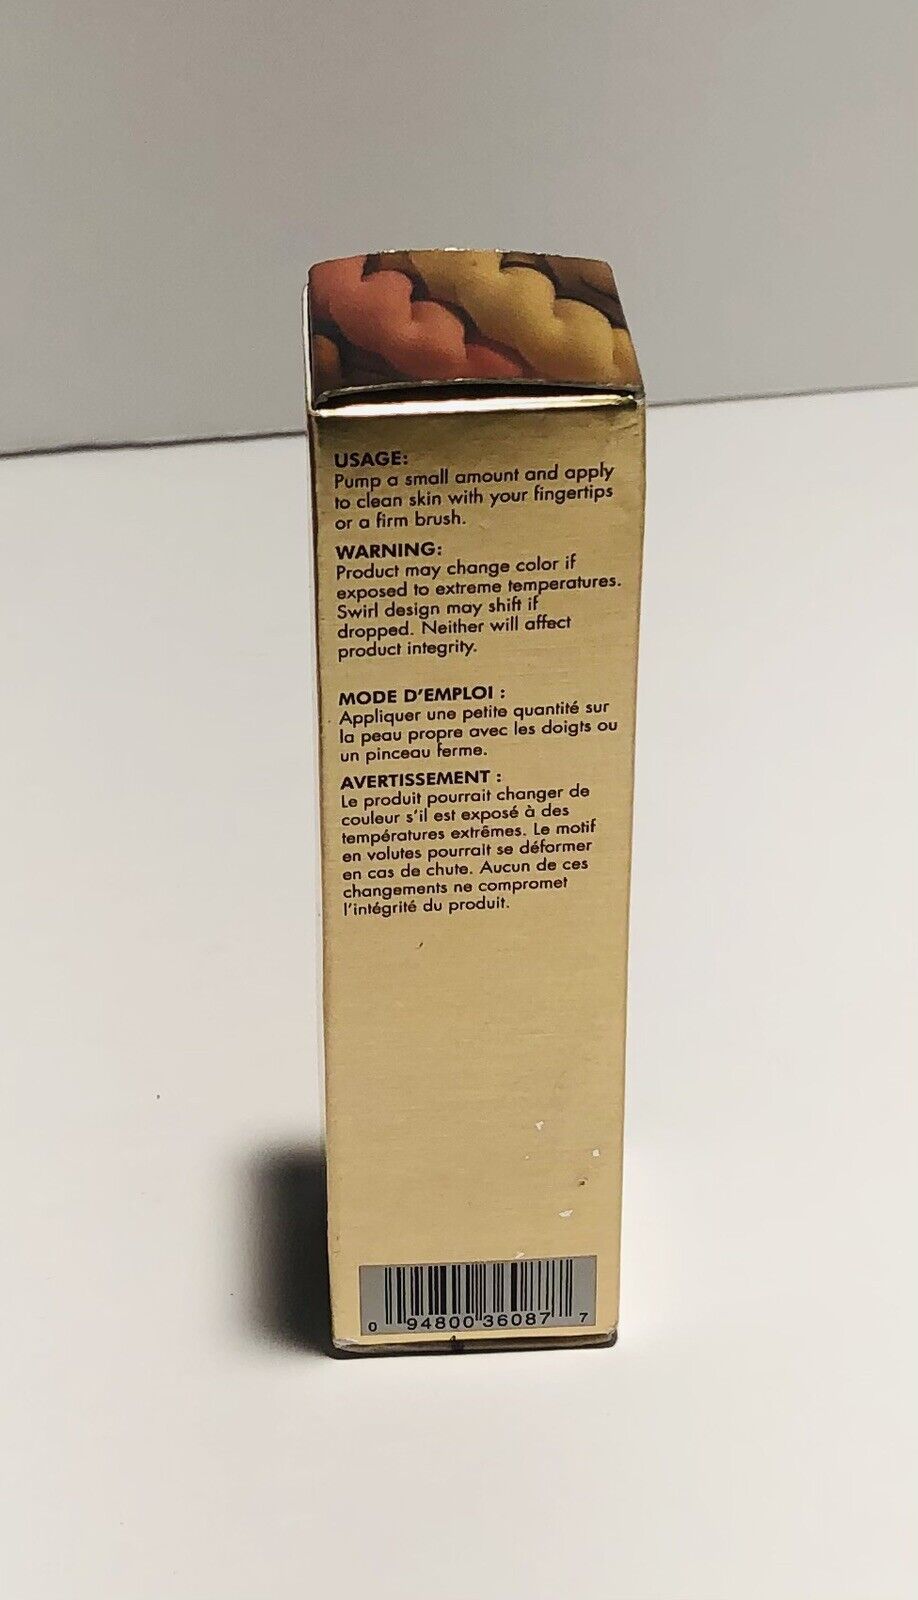 USAGE:
Pump a small amount and apply
to clean skin with your fingertips
or a firm brush.
WARNING:
Product may change color if
exposed to extreme temperatures.
Swirl design may shift if
dropped. Neither will affect
product integrity.
MODE D'EMPLOI :
Appliquer une petite quantité sur
la peau propre avec les doigts ou
un pinceau ferme.
AVERTISSEMENT :
Le produit pourrait changer de
couleur s'il est exposé à des
températures extrêmes. Le motif
en volutes pourrait se déformer
en cas de chute. Aucun de ces
changements ne compromet
l'intégrité du produit.
0 94800 36087 7